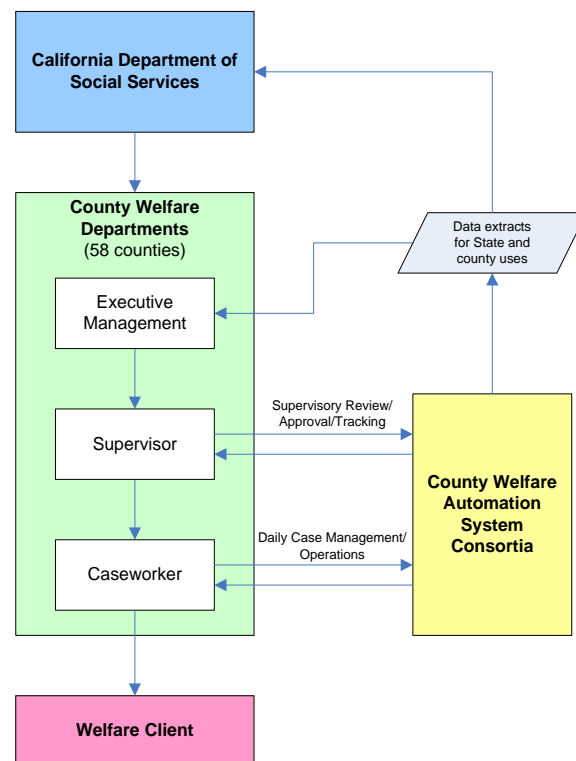 California Department of
Social Services
County Welfare
Departments
(58 counties)
Data extracts
for State and
county uses
Executive
Management
Supervisory Review/
Approval/Tracking
Supervisor
County Welfare
Automation
System
Consortia
Daily Case Management/
Operations
Caseworker
Welfare Client